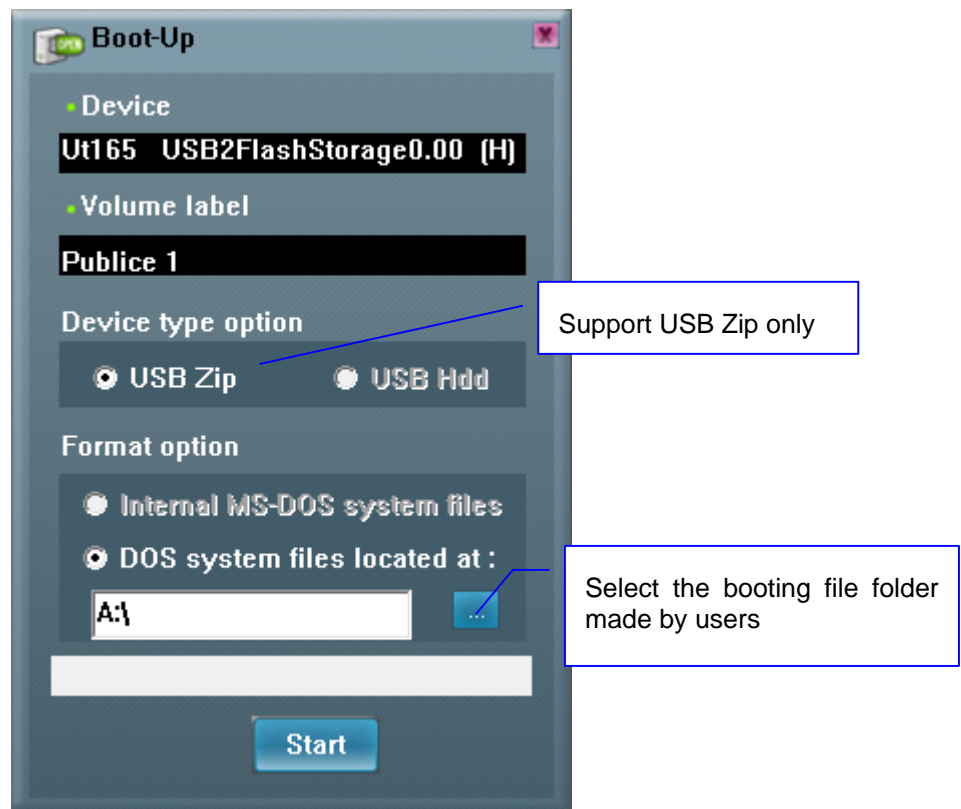 OPEN
Boot-Up
X
Device
Ut165 USB2FlashStorage0.00 (H)
Volume label
Publice 1
Device type option
Support USB Zip only
USB Zip USB Hdd
Format option
Internal MS-DOS system files
DOS system files located at :
A:\ ...
Select the booting file folder
made by users
Start